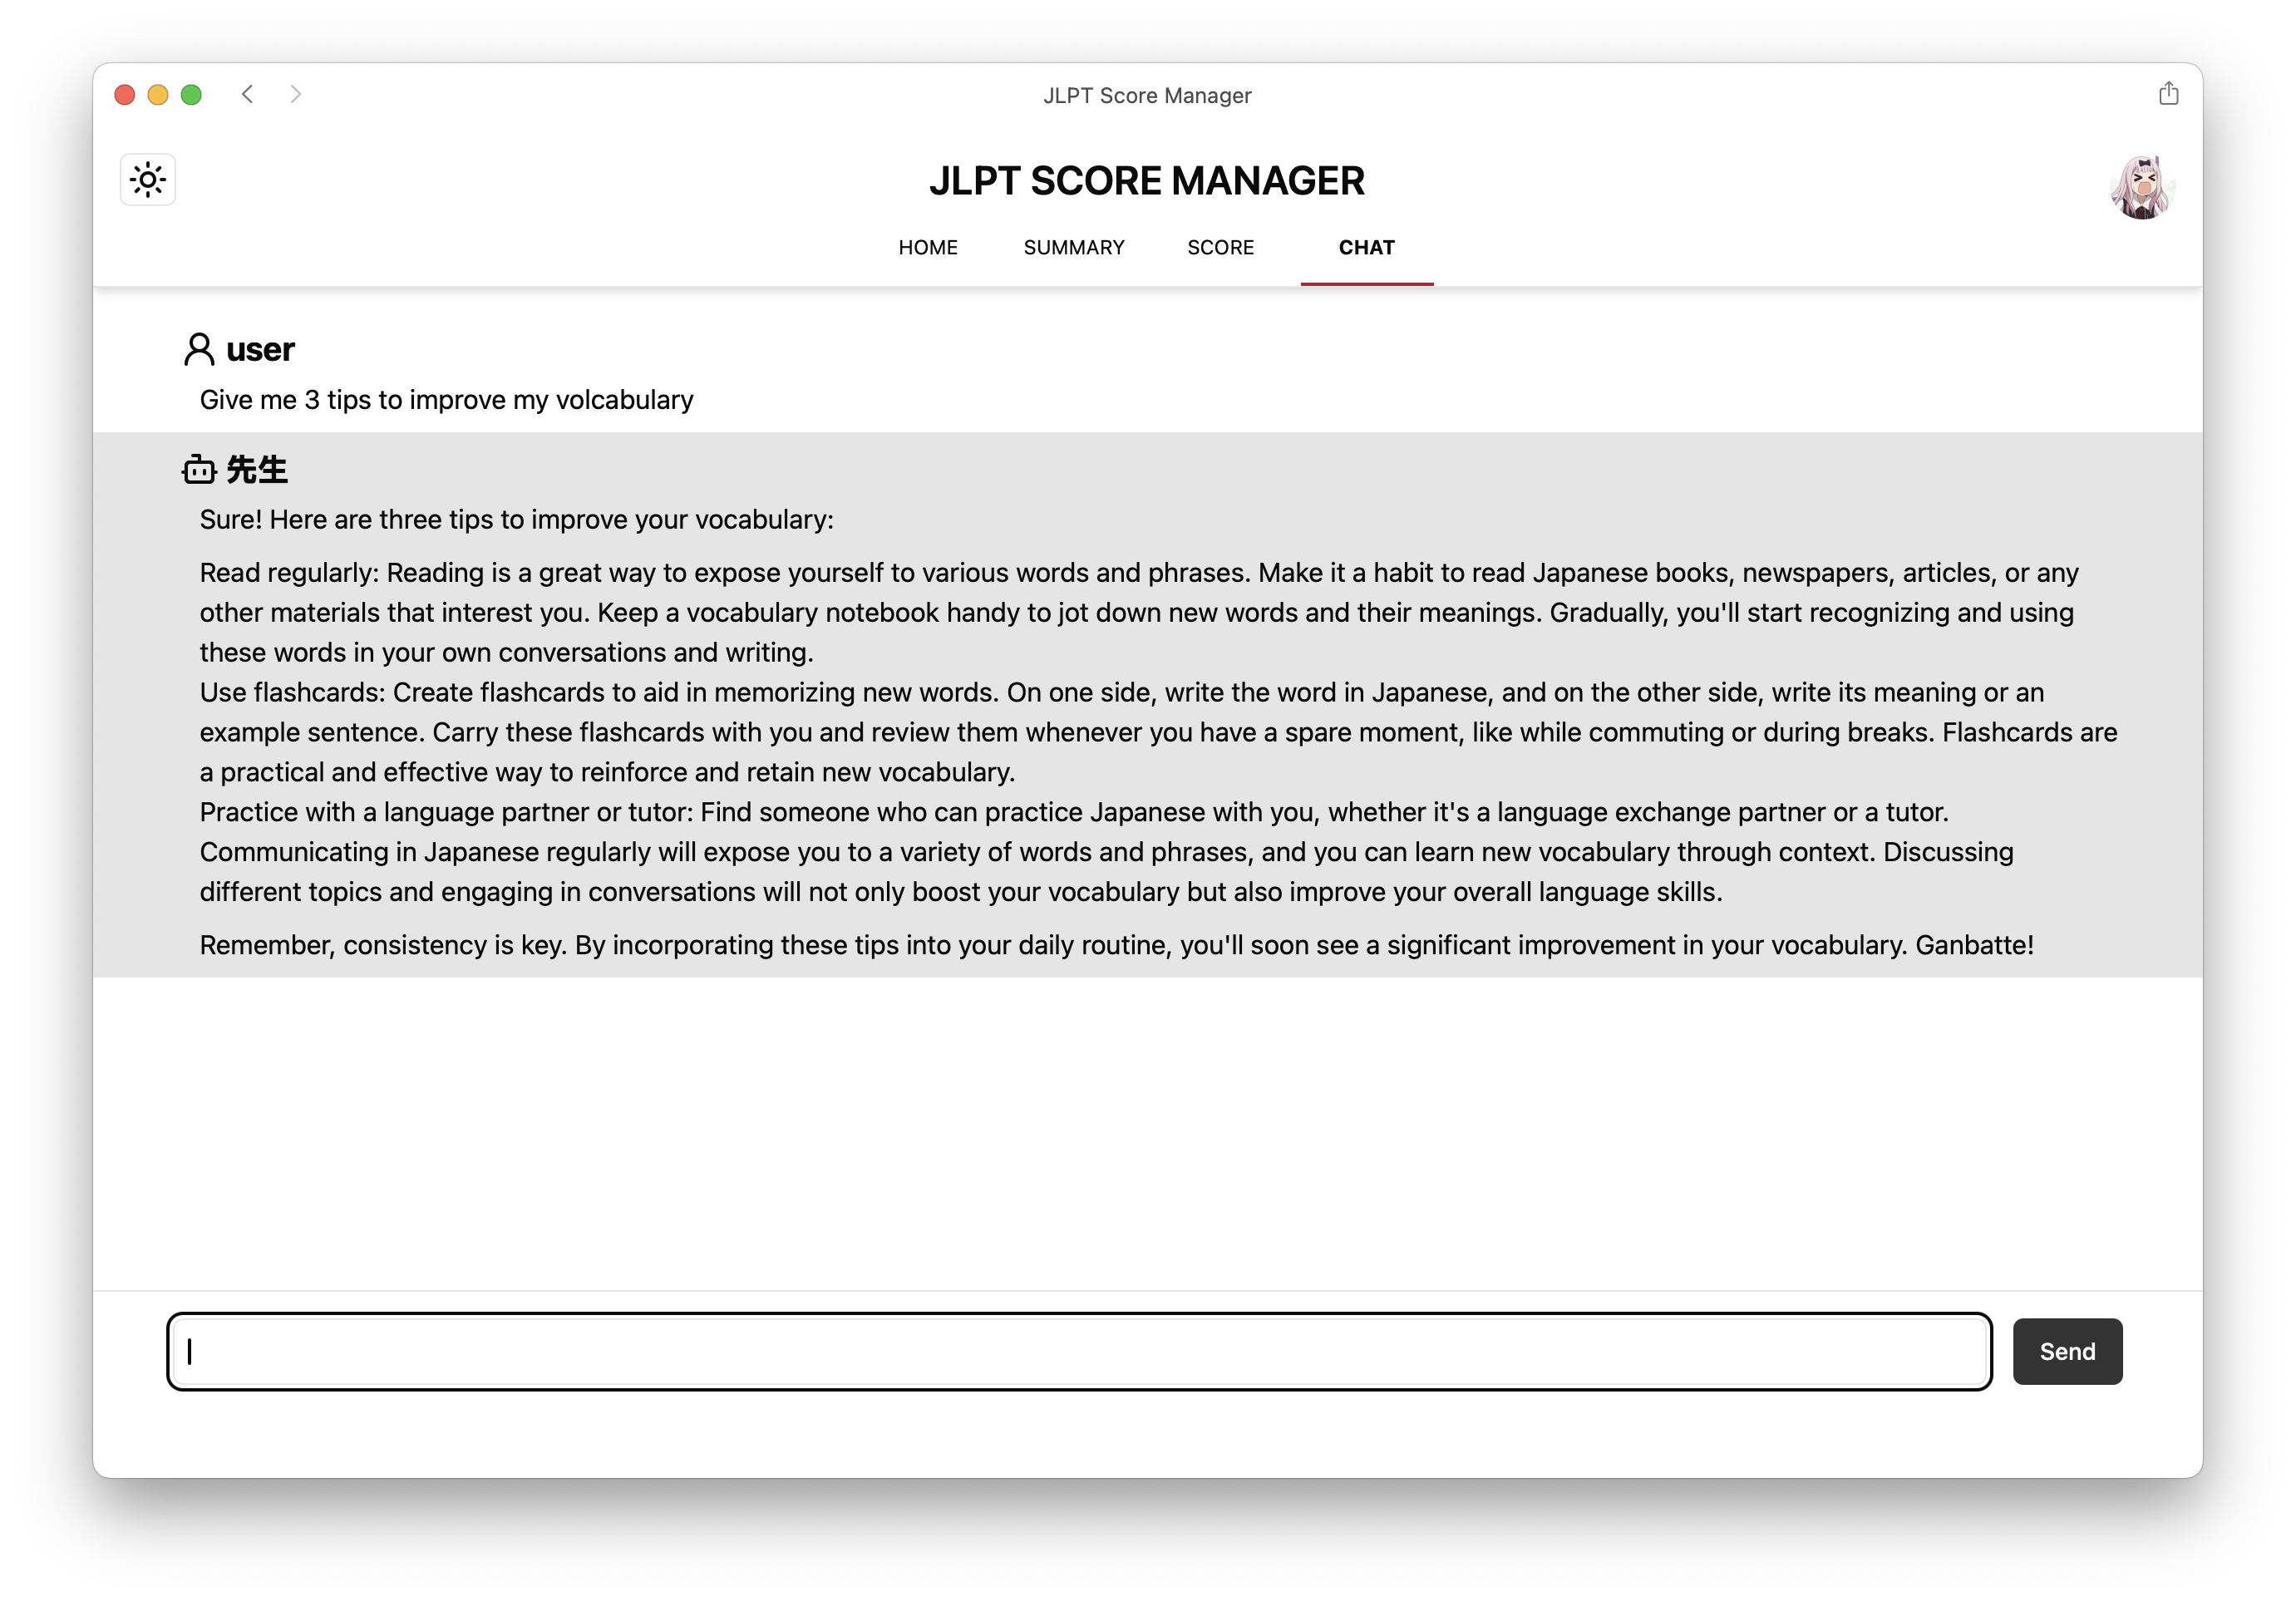 JLPT Score Manager
JLPT SCORE MANAGER
HOME SUMMARY SCORE CHAT
user
Give me 3 tips to improve my volcabulary
先生
Sure! Here are three tips to improve your vocabulary:
Read regularly: Reading is a great way to expose yourself to various words and phrases. Make it a habit to read Japanese books, newspapers, articles, or any
other materials that interest you. Keep a vocabulary notebook handy to jot down new words and their meanings. Gradually, you'll start recognizing and using
these words in your own conversations and writing.
Use flashcards: Create flashcards to aid in memorizing new words. On one side, write the word in Japanese, and on the other side, write its meaning or an
example sentence. Carry these flashcards with you and review them whenever you have a spare moment, like while commuting or during breaks. Flashcards are
a practical and effective way to reinforce and retain new vocabulary.
Practice with a language partner or tutor: Find someone who can practice Japanese with you, whether it's a language exchange partner or a tutor.
Communicating in Japanese regularly will expose you to a variety of words and phrases, and you can learn new vocabulary through context. Discussing
different topics and engaging in conversations will not only boost your vocabulary but also improve your overall language skills.
Remember, consistency is key. By incorporating these tips into your daily routine, you'll soon see a significant improvement in your vocabulary. Ganbatte!
Send